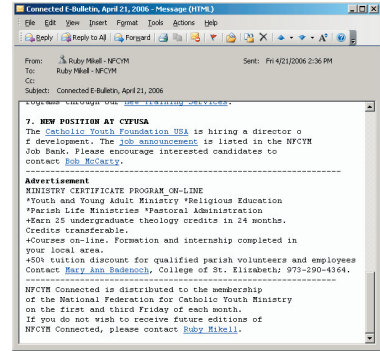 Connected E-Bulletin, April 21, 2006 - Message (HTML)
File Edit View Insert Format Tools Actions Help
Reply Reply to All Forward
From: Ruby Mikell - NFCYM Sent: Fri 4/21/2006 2:36 PM
To: Ruby Mikell - NFCYM
Cc:
Subject: Connected E-Bulletin, April 21, 2006
rograms through our new Training Services.
7. NEW POSITION AT CYFUSA
The Catholic Youth Foundation USA is hiring a director o
f development. The job announcement is listed in the NFCYM
Job Bank. Please encourage interested candidates to
contact Bob McCarty.
Advertisement
MINISTRY CERTIFICATE PROGRAM_ON-LINE
*Youth and Young Adult Ministry *Religious Education
*Parish Life Ministries *Pastoral Administration
+Earn 25 undergraduate theology credits in 24 months.
Credits transferable.
+Courses on-line. Formation and internship completed in
your local area.
+50% tuition discount for qualified parish volunteers and employees
Contact Mary Ann Badenoch, College of St. Elizabeth; 973-290-4364.
NFCYM Connected is distributed to the membership
of the National Federation for Catholic Youth Ministry
on the first and third Friday of each month.
If you do not wish to receive future editions of
NFCYM Connected, please contact Ruby Mikell.